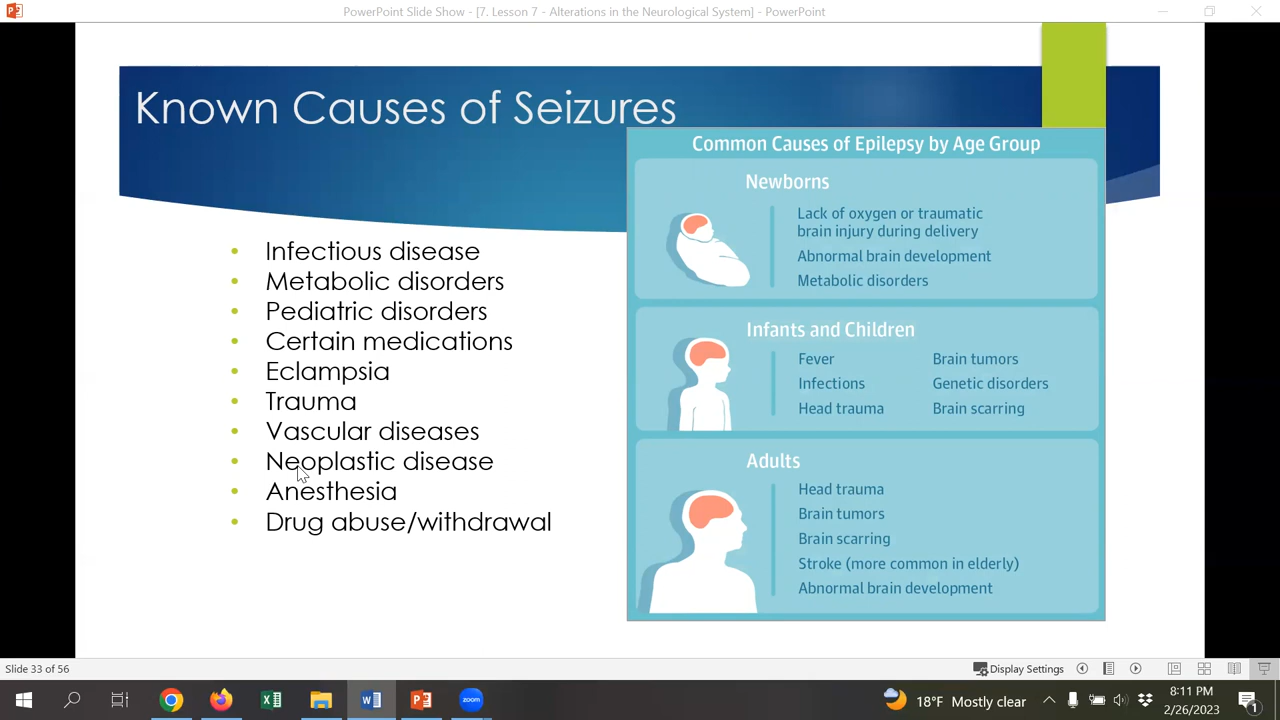 PowerPoint Slide Show - [7. Lesson 7 - Alterations in the Neurological System] - PowerPoint
Known Causes of Seizures
• Infectious disease
• Metabolic disorders
• Pediatric disorders
• Certain medications
• Eclampsia
• Trauma
• Vascular diseases
• Neoplastic disease
• Anesthesia
• Drug abuse/withdrawal
Common Causes of Epilepsy by Age Group
Newborns
Lack of oxygen or traumatic
brain injury during delivery
Abnormal brain development
Metabolic disorders
Infants and Children
Fever
Infections
Head trauma
Brain tumors
Genetic disorders
Brain scarring
Adults
Head trauma
Brain tumors
Brain scarring
Stroke (more common in elderly)
Abnormal brain development
Slide 33 of 56
Display Settings
zoom
18°F Mostly clear
8:11 PM
2/26/2023
1